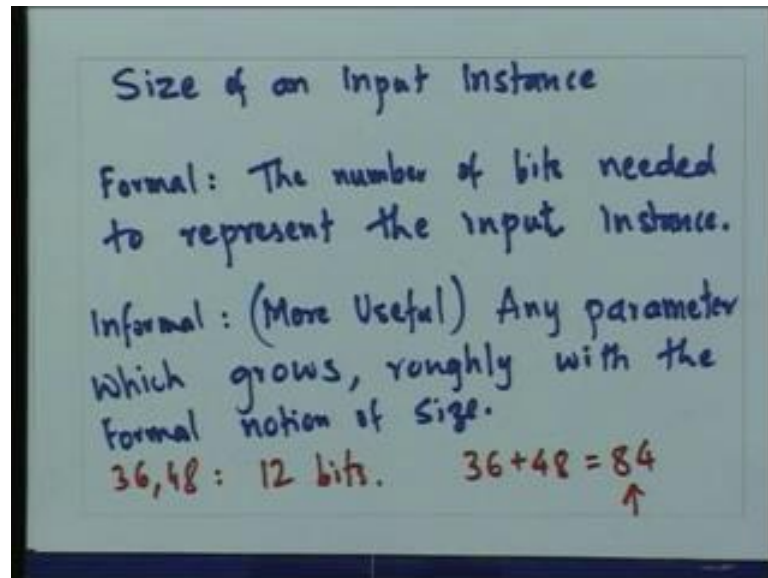 Size of an Input Instance
Formal: The number of bits needed
to represent the input instance.
Informal: (More Useful) Any parameter
which grows, roughly with the
formal notion of size.
36,48: 12 bits. 36+48=84
↑